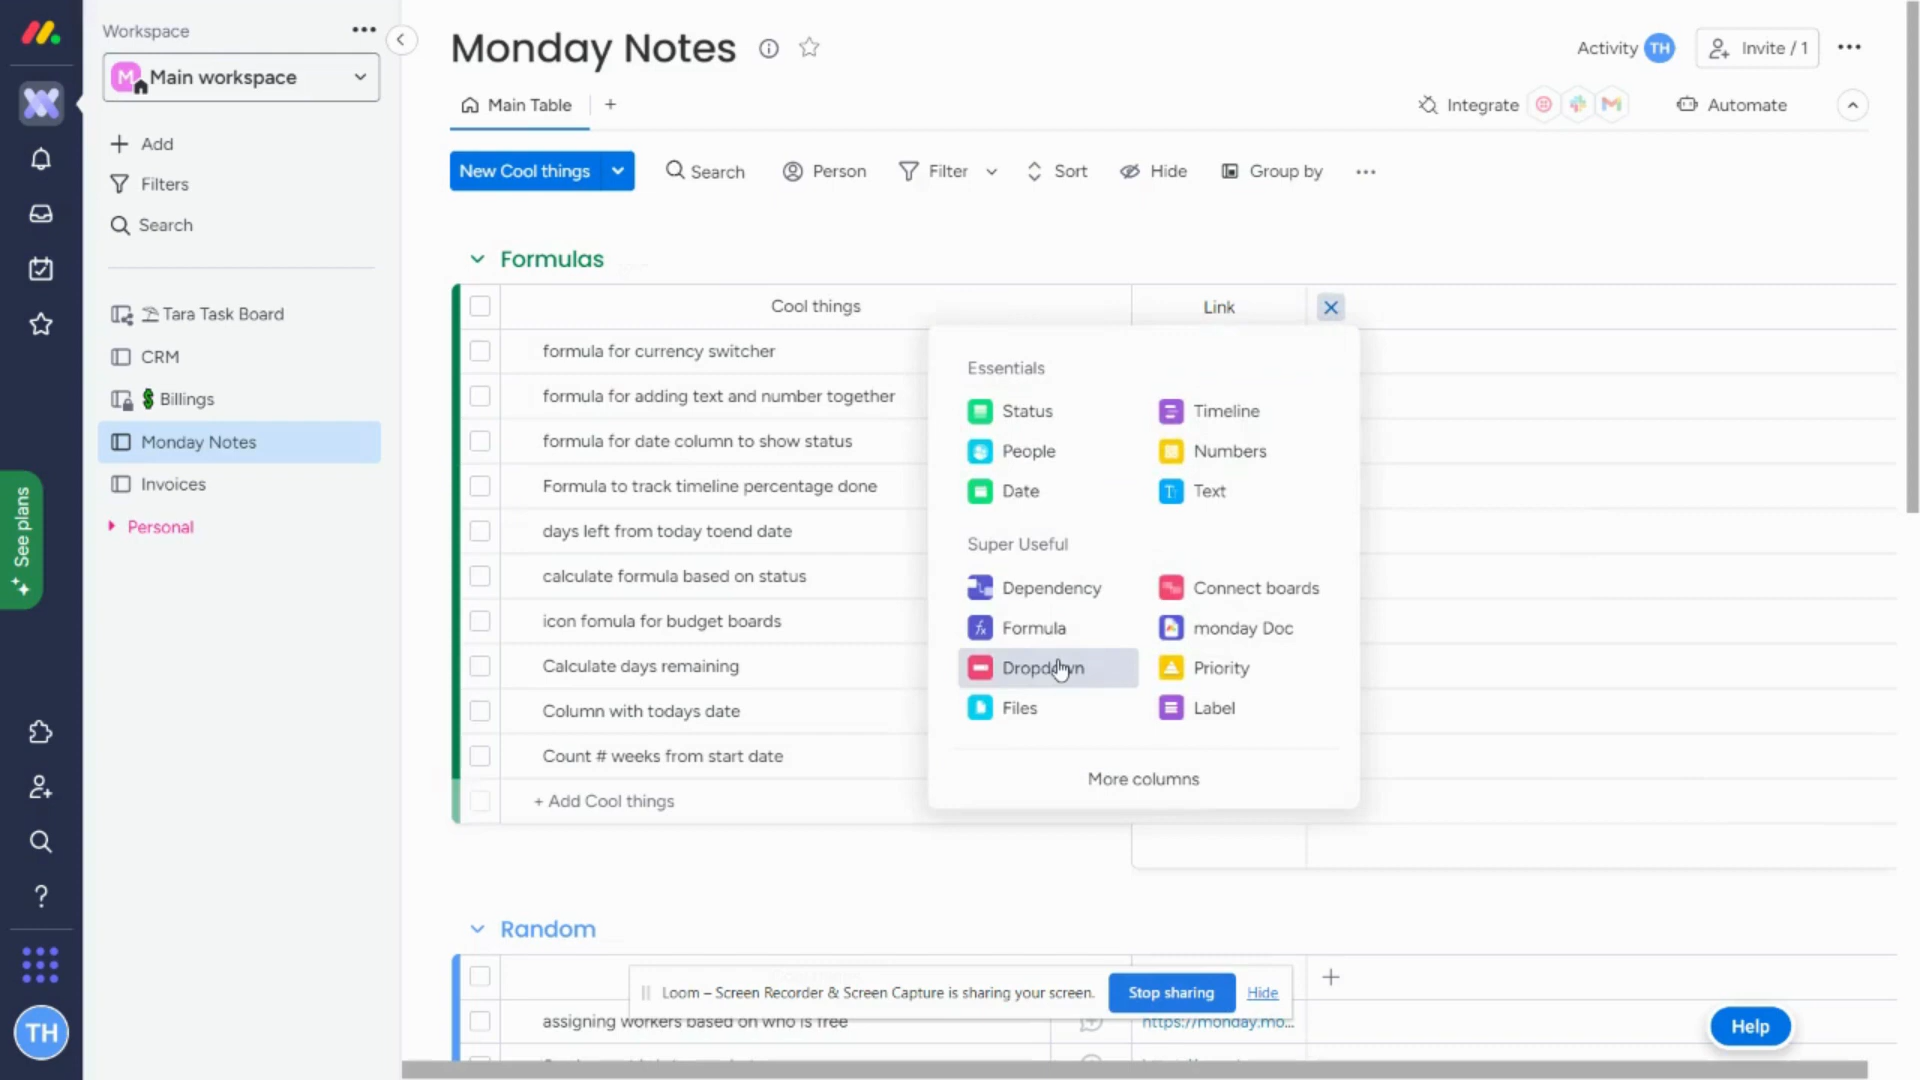 Workspace
M Main workspace
Add
Filters
Search
Tara Task Board
CRM
Billings
Monday Notes
Invoices
Personal
See plans
TH
Monday Notes
Activity TH
Invite / 1
Main Table
Integrate
Automate
New Cool things
Search
Person
Filter
Sort
Hide
Group by
Formulas
Cool things
Link
formula for currency switcher
formula for adding text and number together
formula for date column to show status
Formula to track timeline percentage done
days left from today toend date
calculate formula based on status
icon fomula for budget boards
Calculate days remaining
Column with todays date
Count # weeks from start date
+ Add Cool things
Essentials
Status
Timeline
People
Numbers
Date
Text
Super Useful
Dependency
Connect boards
Formula
monday Doc
Dropdown
Priority
Files
Label
More columns
Random
Loom – Screen Recorder & Screen Capture is sharing your screen.
Stop sharing
Hide
assigning workers based on who is free
https://monday.mo...
Help